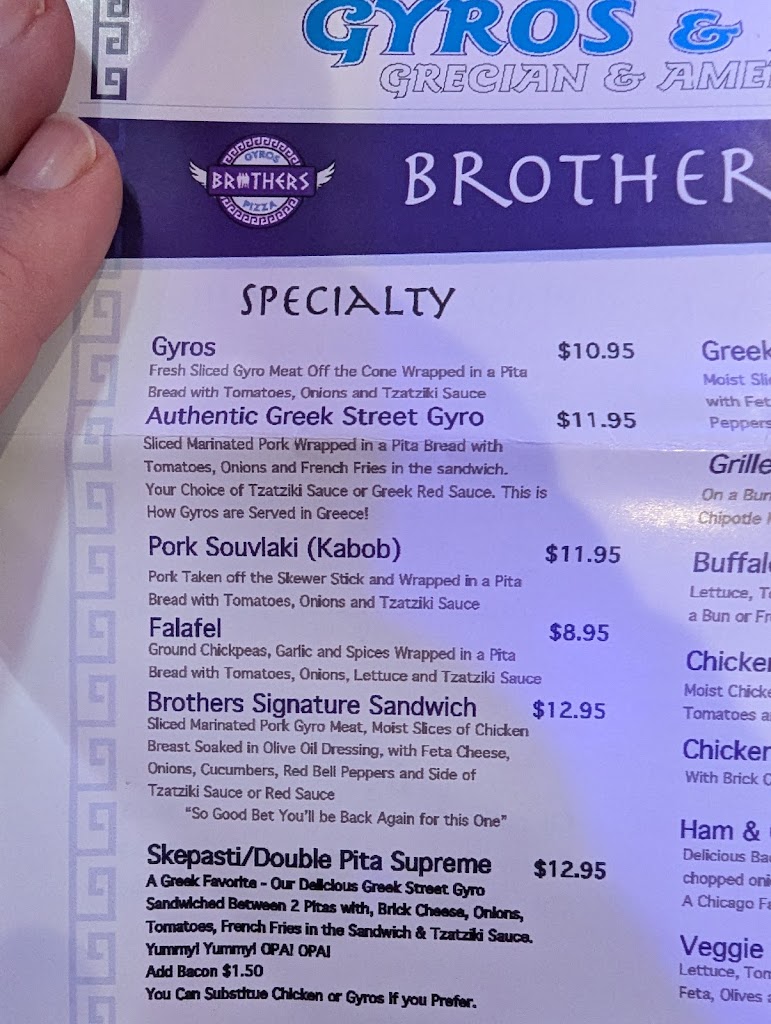 GYROS &
GRECIAN & AME
GYROS
BROTHERS
PIZZA
BROTHER
SPECIALTY
Gyros $10.95
Fresh Sliced Gyro Meat Off the Cone Wrapped in a Pita
Bread with Tomatoes, Onions and Tzatziki Sauce
Authentic Greek Street Gyro $11.95
Sliced Marinated Pork Wrapped in a Pita Bread with
Tomatoes, Onions and French Fries in the sandwich.
Your Choice of Tzatziki Sauce or Greek Red Sauce. This is
How Gyros are Served in Greece!
Pork Souvlaki (Kabob) $11.95
Pork Taken off the Skewer Stick and Wrapped in a Pita
Bread with Tomatoes, Onions and Tzatziki Sauce
Falafel $8.95
Ground Chickpeas, Garlic and Spices Wrapped in a Pita
Bread with Tomatoes, Onions, Lettuce and Tzatziki Sauce
Brothers Signature Sandwich $12.95
Sliced Marinated Pork Gyro Meat, Moist Slices of Chicken
Breast Soaked in Olive Oil Dressing, with Feta Cheese,
Onions, Cucumbers, Red Bell Peppers and Side of
Tzatziki Sauce or Red Sauce
"So Good Bet You'll be Back Again for this One"
Skepasti/Double Pita Supreme $12.95
A Greek Favorite - Our Delicious Greek Street Gyro
Sandwiched Between 2 Pitas with, Brick Cheese, Onions,
Tomatoes, French Fries in the Sandwich & Tzatziki Sauce.
Yummy! Yummy! OPA! OPA!
Add Bacon $1.50
You Can Substitue Chicken or Gyros if you Prefer.
Greek
Moist Sli
with Fet
Peppers
Grille
On a Bun
Chipotle
Buffal
Lettuce, To
a Bun or Fr
Chicken
Moist Chick
Tomatoes a
Chicken
With Brick C
Ham &
Delicious Ba
chopped oni
A Chicago Fa
Veggie
Lettuce, Tom
Feta, Olives a